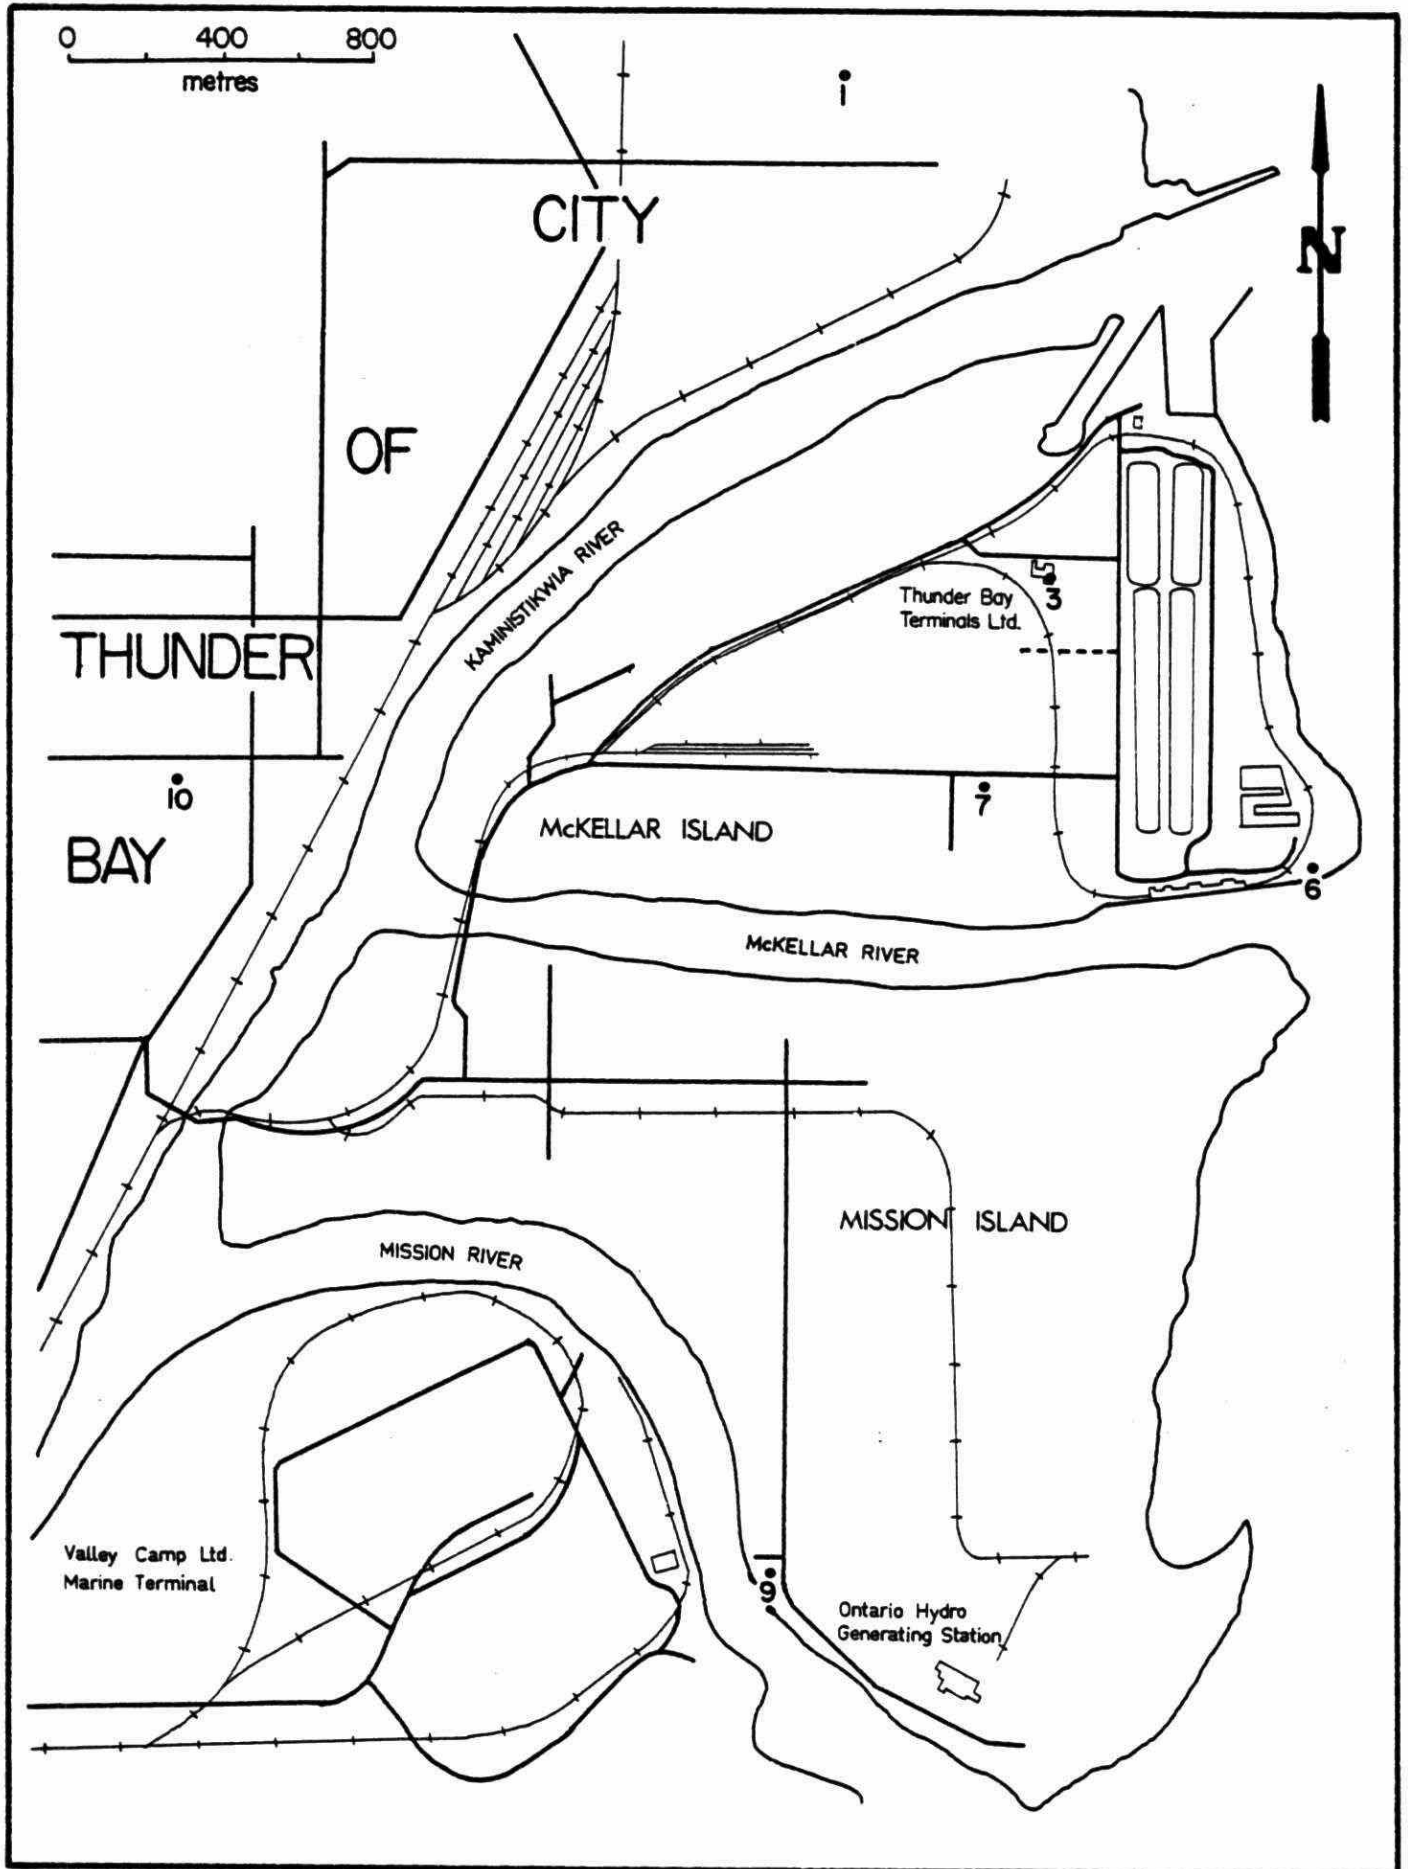 0 400 800
metres
1
N
CITY
OF
KAMINISTIKWIA RIVER
Thunder Bay
Terminals Ltd.
3
THUNDER
10
BAY
7
McKELLAR ISLAND
6
McKELLAR RIVER
MISSION ISLAND
MISSION RIVER
Valley Camp Ltd.
Marine Terminal
9
Ontario Hydro
Generating Station